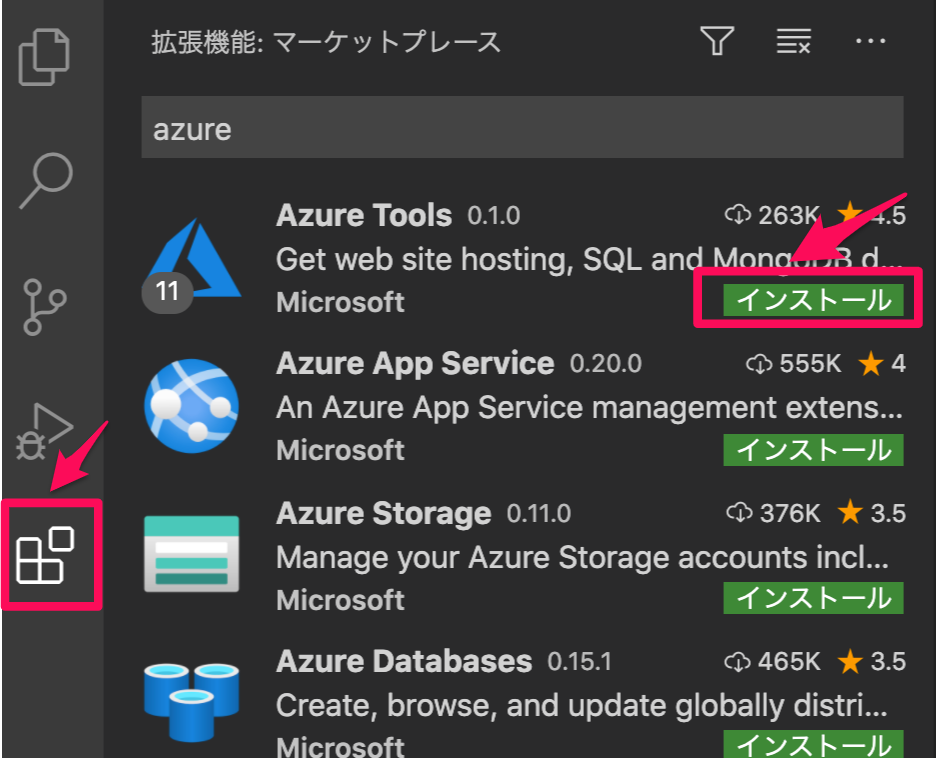 拡張機能: マーケットプレース
azure
Azure Tools 0.1.0 263K 4.5
Get web site hosting, SQL and MongoDB d...
11
Microsoft インストール
Azure App Service 0.20.0 555K 4
An Azure App Service management extens...
Microsoft インストール
Azure Storage 0.11.0 376K 3.5
Manage your Azure Storage accounts incl...
Microsoft インストール
Azure Databases 0.15.1 465K 3.5
Create, browse, and update globally distri...
Microsoft インストール